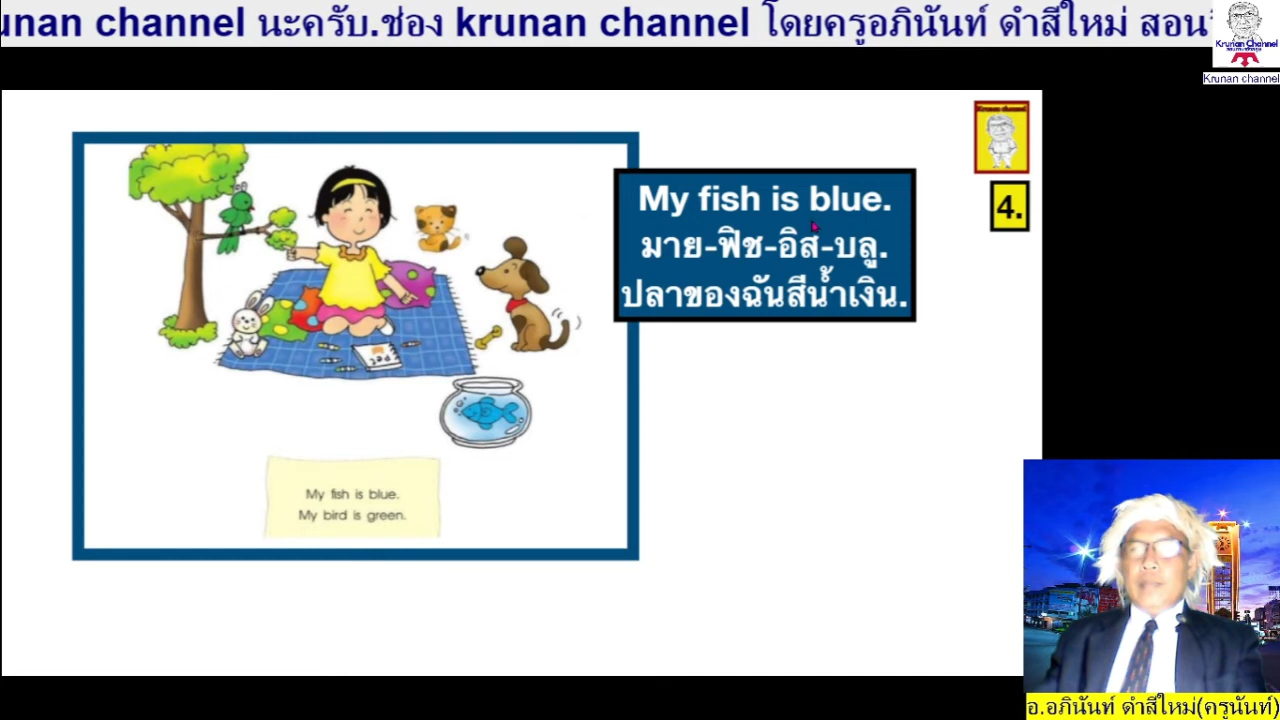 unan channel นะครับ.ช่อง krunan channel โดยครูอภินันท์ ดำสีใหม่ สอน
Krunan Channel
Krunan channel
Krunan channel
4.
My fish is blue.
มาย-ฟิช-อิส-บลู.
ปลาของฉันสีน้ำเงิน.
My fish is blue.
My bird is green.
อ.อภินันท์ ดำสีใหม่(ครูนันท์)